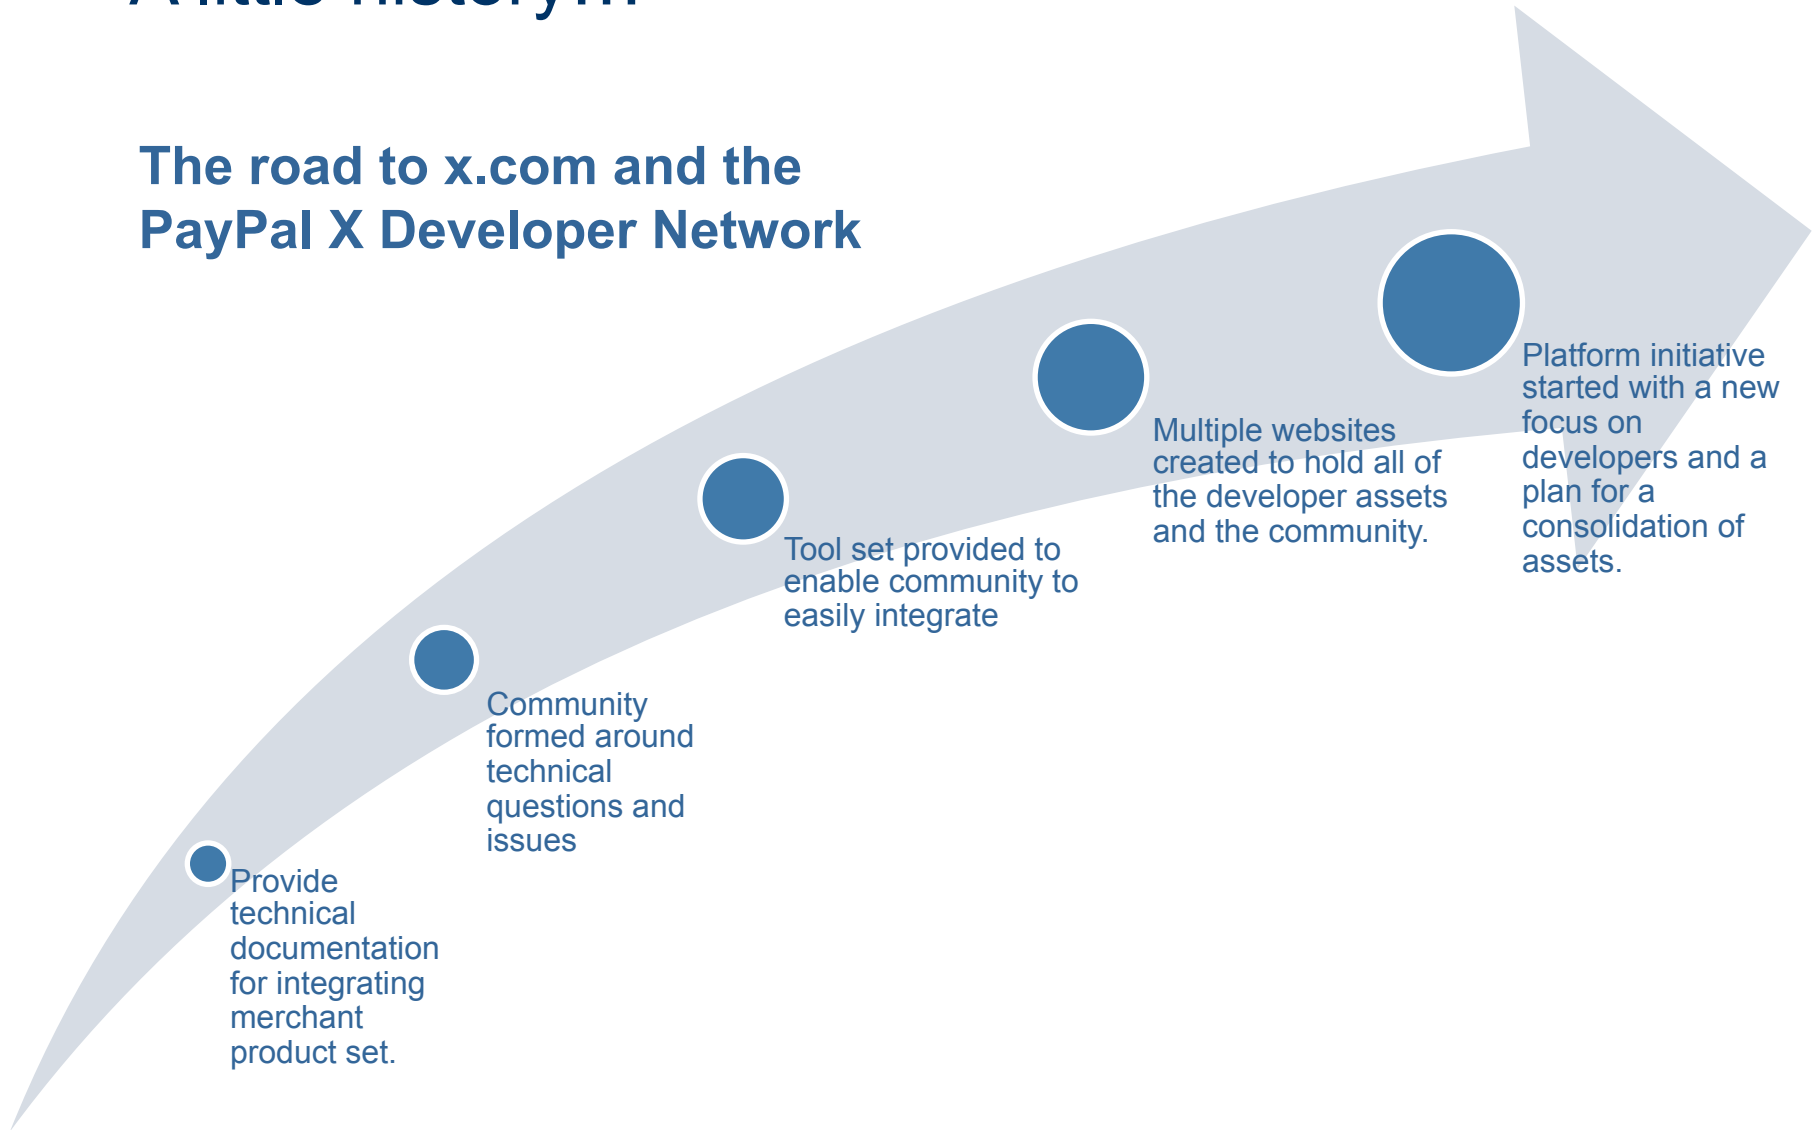 A little history...
The road to x.com and the
PayPal X Developer Network
Provide
technical
documentation
for integrating
merchant
product set.
Community
formed around
technical
questions and
issues
Tool set provided to
enable community to
easily integrate
Multiple websites
created to hold all of
the developer assets
and the community.
Platform initiative
started with a new
focus on
developers and a
plan for a
consolidation of
assets.